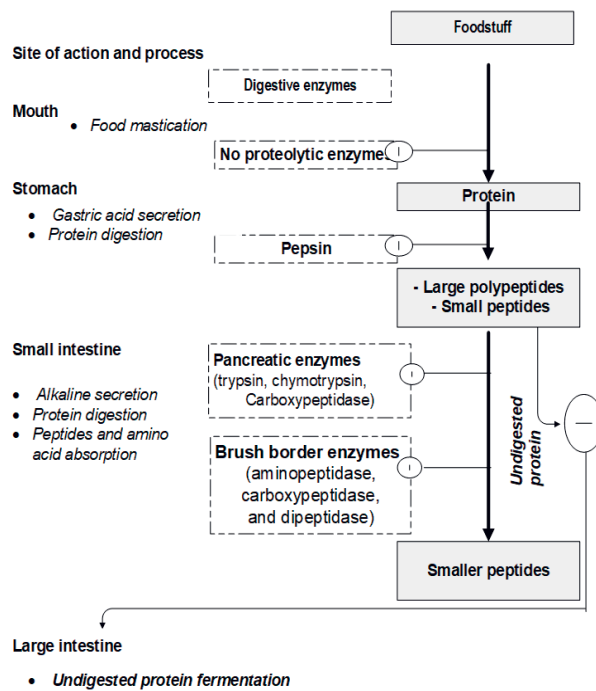 Foodstuff
Site of action and process
Digestive enzymes
Mouth
• Food mastication
No proteolytic enzymes
Protein
Stomach
• Gastric acid secretion
• Protein digestion
Pepsin
- Large polypeptides
- Small peptides
Small intestine
• Alkaline secretion
• Protein digestion
• Peptides and amino
acid absorption
Pancreatic enzymes
(trypsin, chymotrypsin,
Carboxypeptidase)
Brush border enzymes
(aminopeptidase,
carboxypeptidase,
and dipeptidase)
Undigested
protein
Smaller peptides
Large intestine
• Undigested protein fermentation